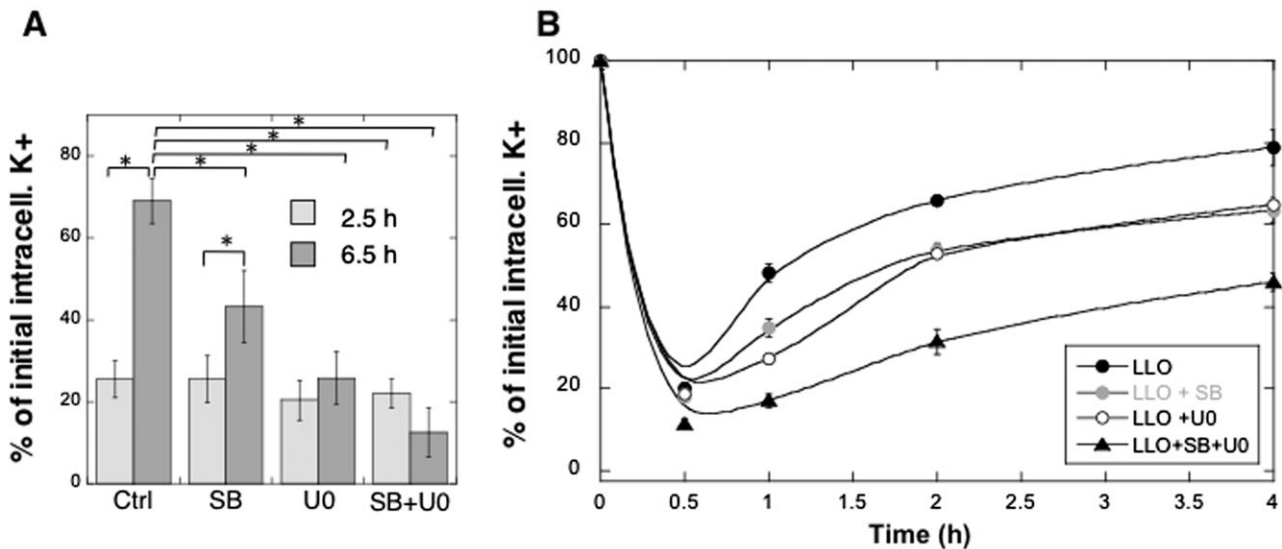 A
% of initial intracell. K+
80
60
40
20
0
*
*
*
*
*
*
2.5 h
6.5 h
Ctrl SB U0 SB+U0
B
% of initial intracell. K+
100
80
60
40
20
0
LLO
LLO + SB
LLO +U0
LLO+SB+U0
0 0.5 1 1.5 2 2.5 3 3.5 4
Time (h)